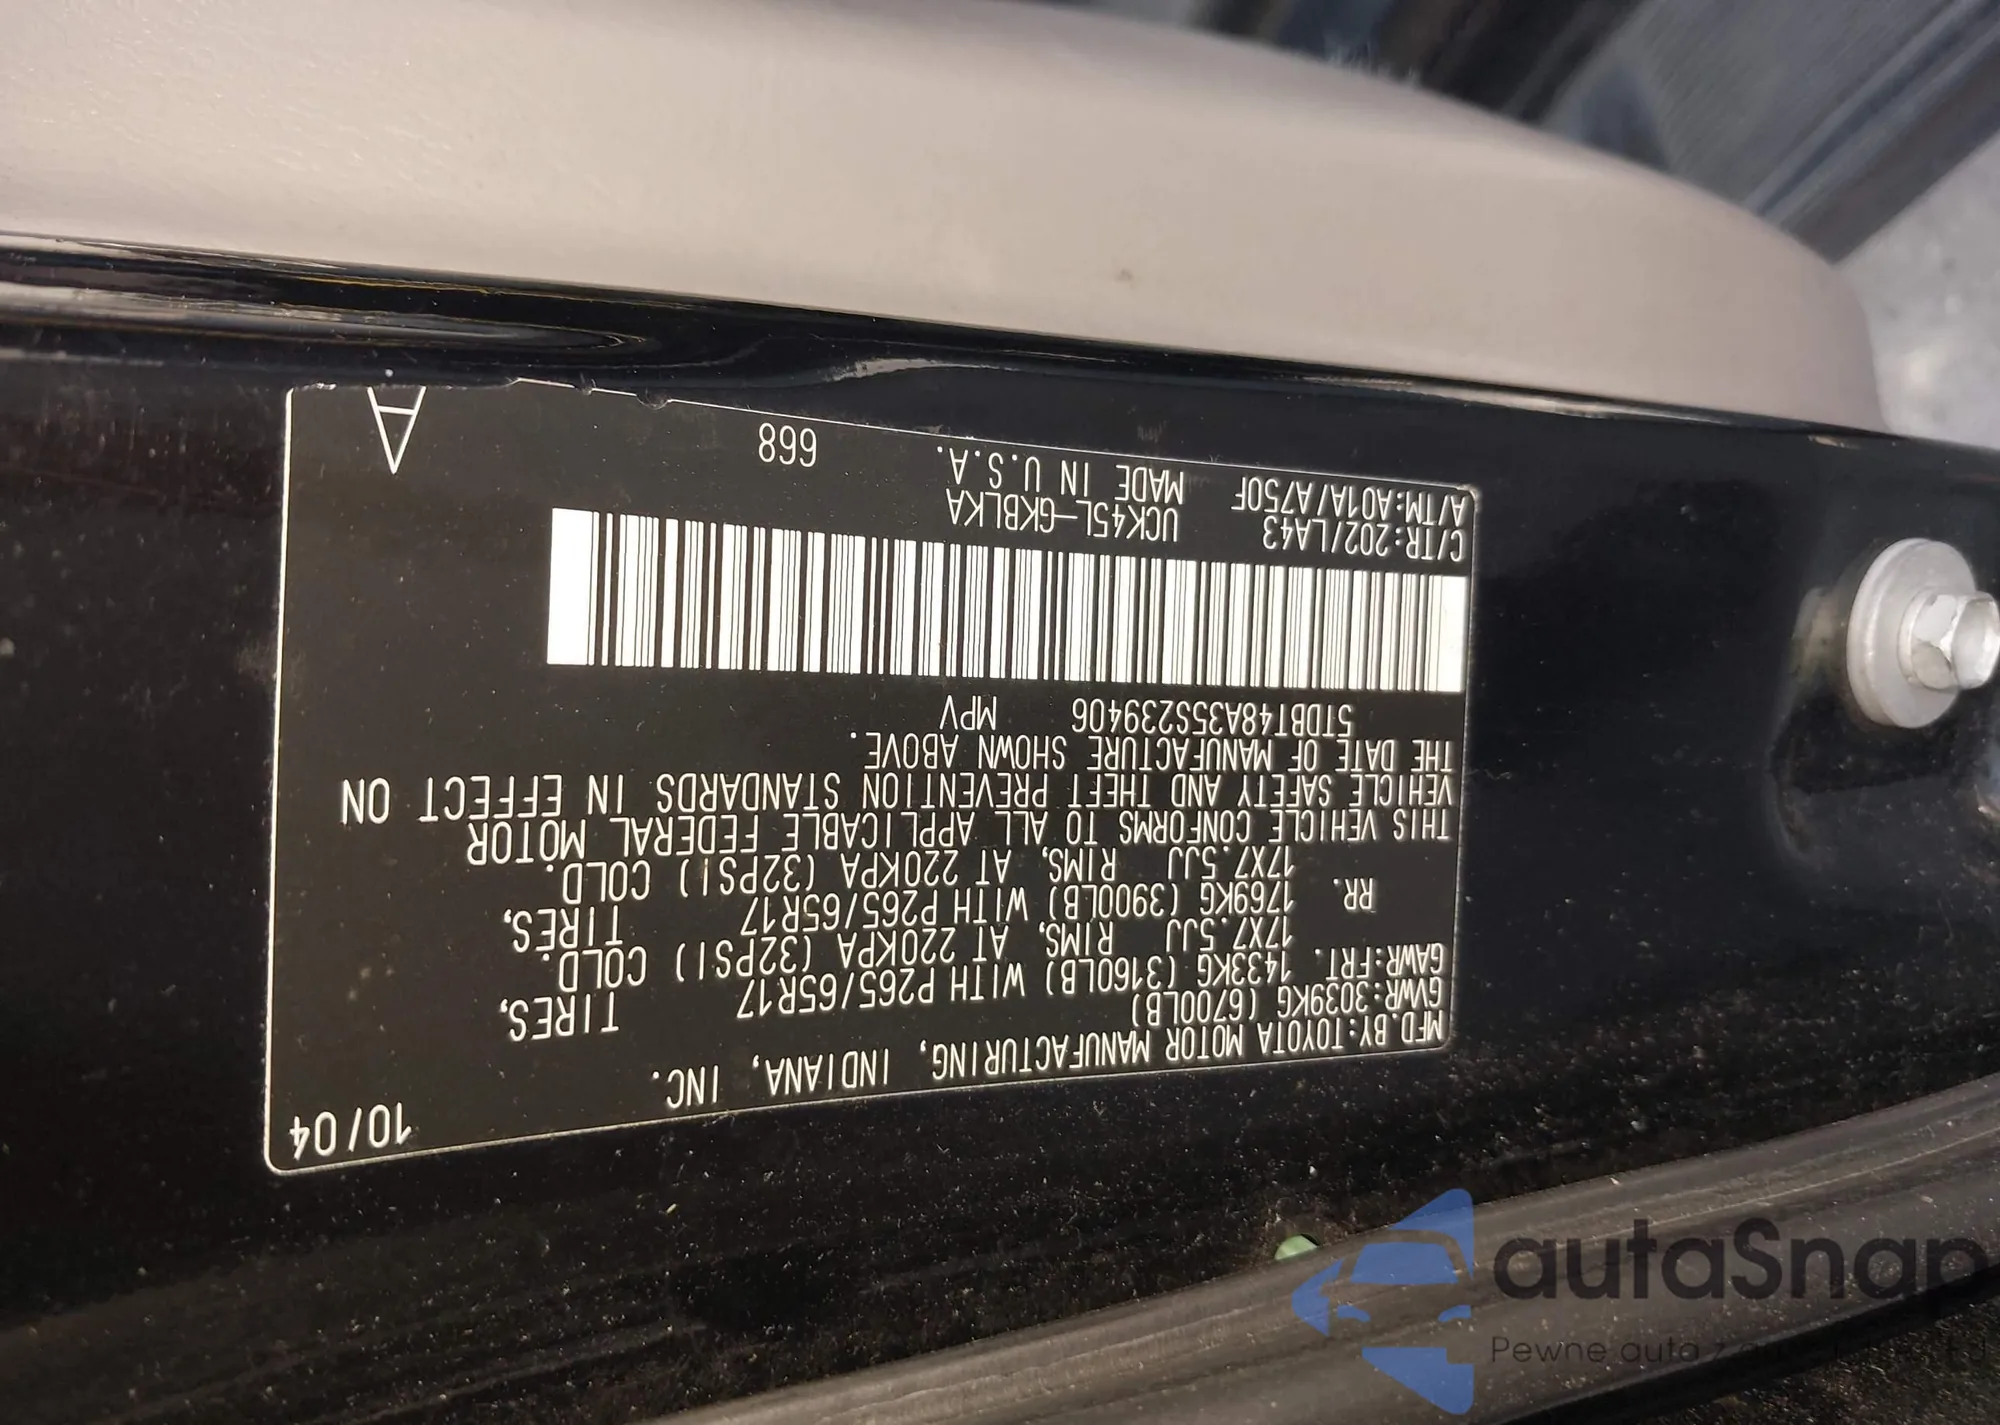 10/04
MFD.BY:TOYOTA MOTOR MANUFACTURING, INDIANA, INC.
GVWR:3039KG (6700LB)
GAWR:FRT. 1433KG (3160LB) WITH P265/65R17 TIRES,
17X7.5JJ RIMS, AT 220KPA (32PSI) COLD.
RR. 1769KG (3900LB) WITH P265/65R17 TIRES,
17X7.5JJ RIMS, AT 220KPA (32PSI) COLD.
THIS VEHICLE CONFORMS TO ALL APPLICABLE FEDERAL MOTOR
VEHICLE SAFETY AND THEFT PREVENTION STANDARDS IN EFFECT ON
THE DATE OF MANUFACTURE SHOWN ABOVE.
5TDBT48A35S239406 MPV
C/TR:202/LA43 UCK45L-GKBLKA
A/TM:A01A/A750F MADE IN U.S.A. 668
A
autaSnap
Pewne auta z